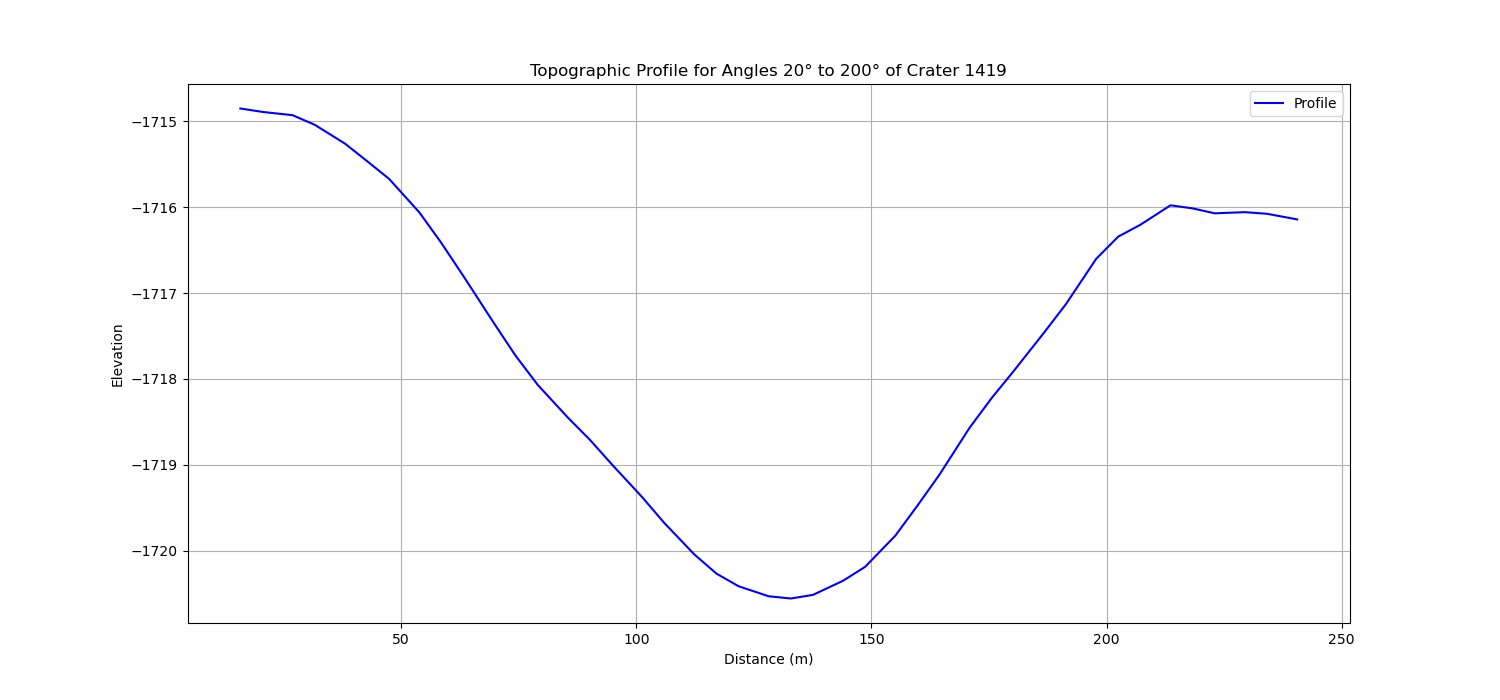 Topographic Profile for Angles 20° to 200° of Crater 1419
Profile
Elevation
−1715
−1716
−1717
−1718
−1719
−1720
50
100
150
200
250
Distance (m)